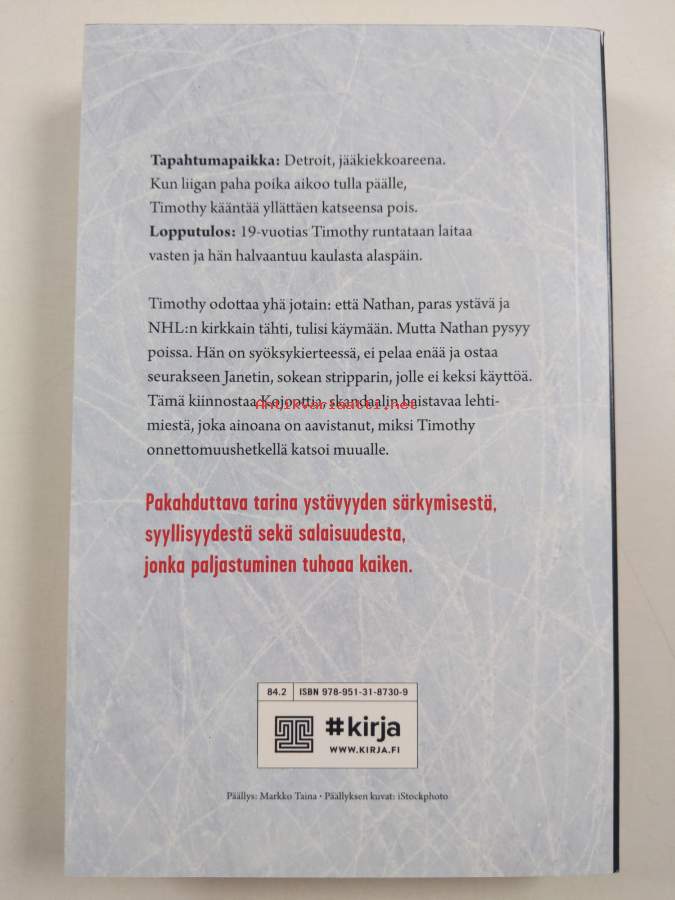 Tapahtumapaikka: Detroit, jääkiekkoareena.
Kun liigan paha poika aikoo tulla päälle,
Timothy kääntää yllättäen katseensa pois.
Lopputulos: 19-vuotias Timothy runtataan laitaa
vasten ja hän halvaantuu kaulasta alaspäin.
Timothy odottaa yhä jotain: että Nathan, paras ystävä ja
NHL:n kirkkain tähti, tulisi käymään. Mutta Nathan pysyy
poissa. Hän on syöksykierteessä, ei pelaa enää ja ostaa
seurakseen Janetin, sokean stripparin, jolle ei keksi käyttöä.
Tämä kiinnostaa Kojoottia, skandaalin haistavaa lehti-
Antikvariaatti.net
miestä, joka ainoana on aavistanut, miksi Timothy
onnettomuushetkellä katsoi muualle.
Pakahduttava tarina ystävyyden särkymisestä,
syyllisyydestä sekä salaisuudesta,
jonka paljastuminen tuhoaa kaiken.
84.2 ISBN 978-951-31-8730-9
#kirja
WWW.KIRJA.FI
Päällys: Markko Taina • Päällyksen kuvat: iStockphoto